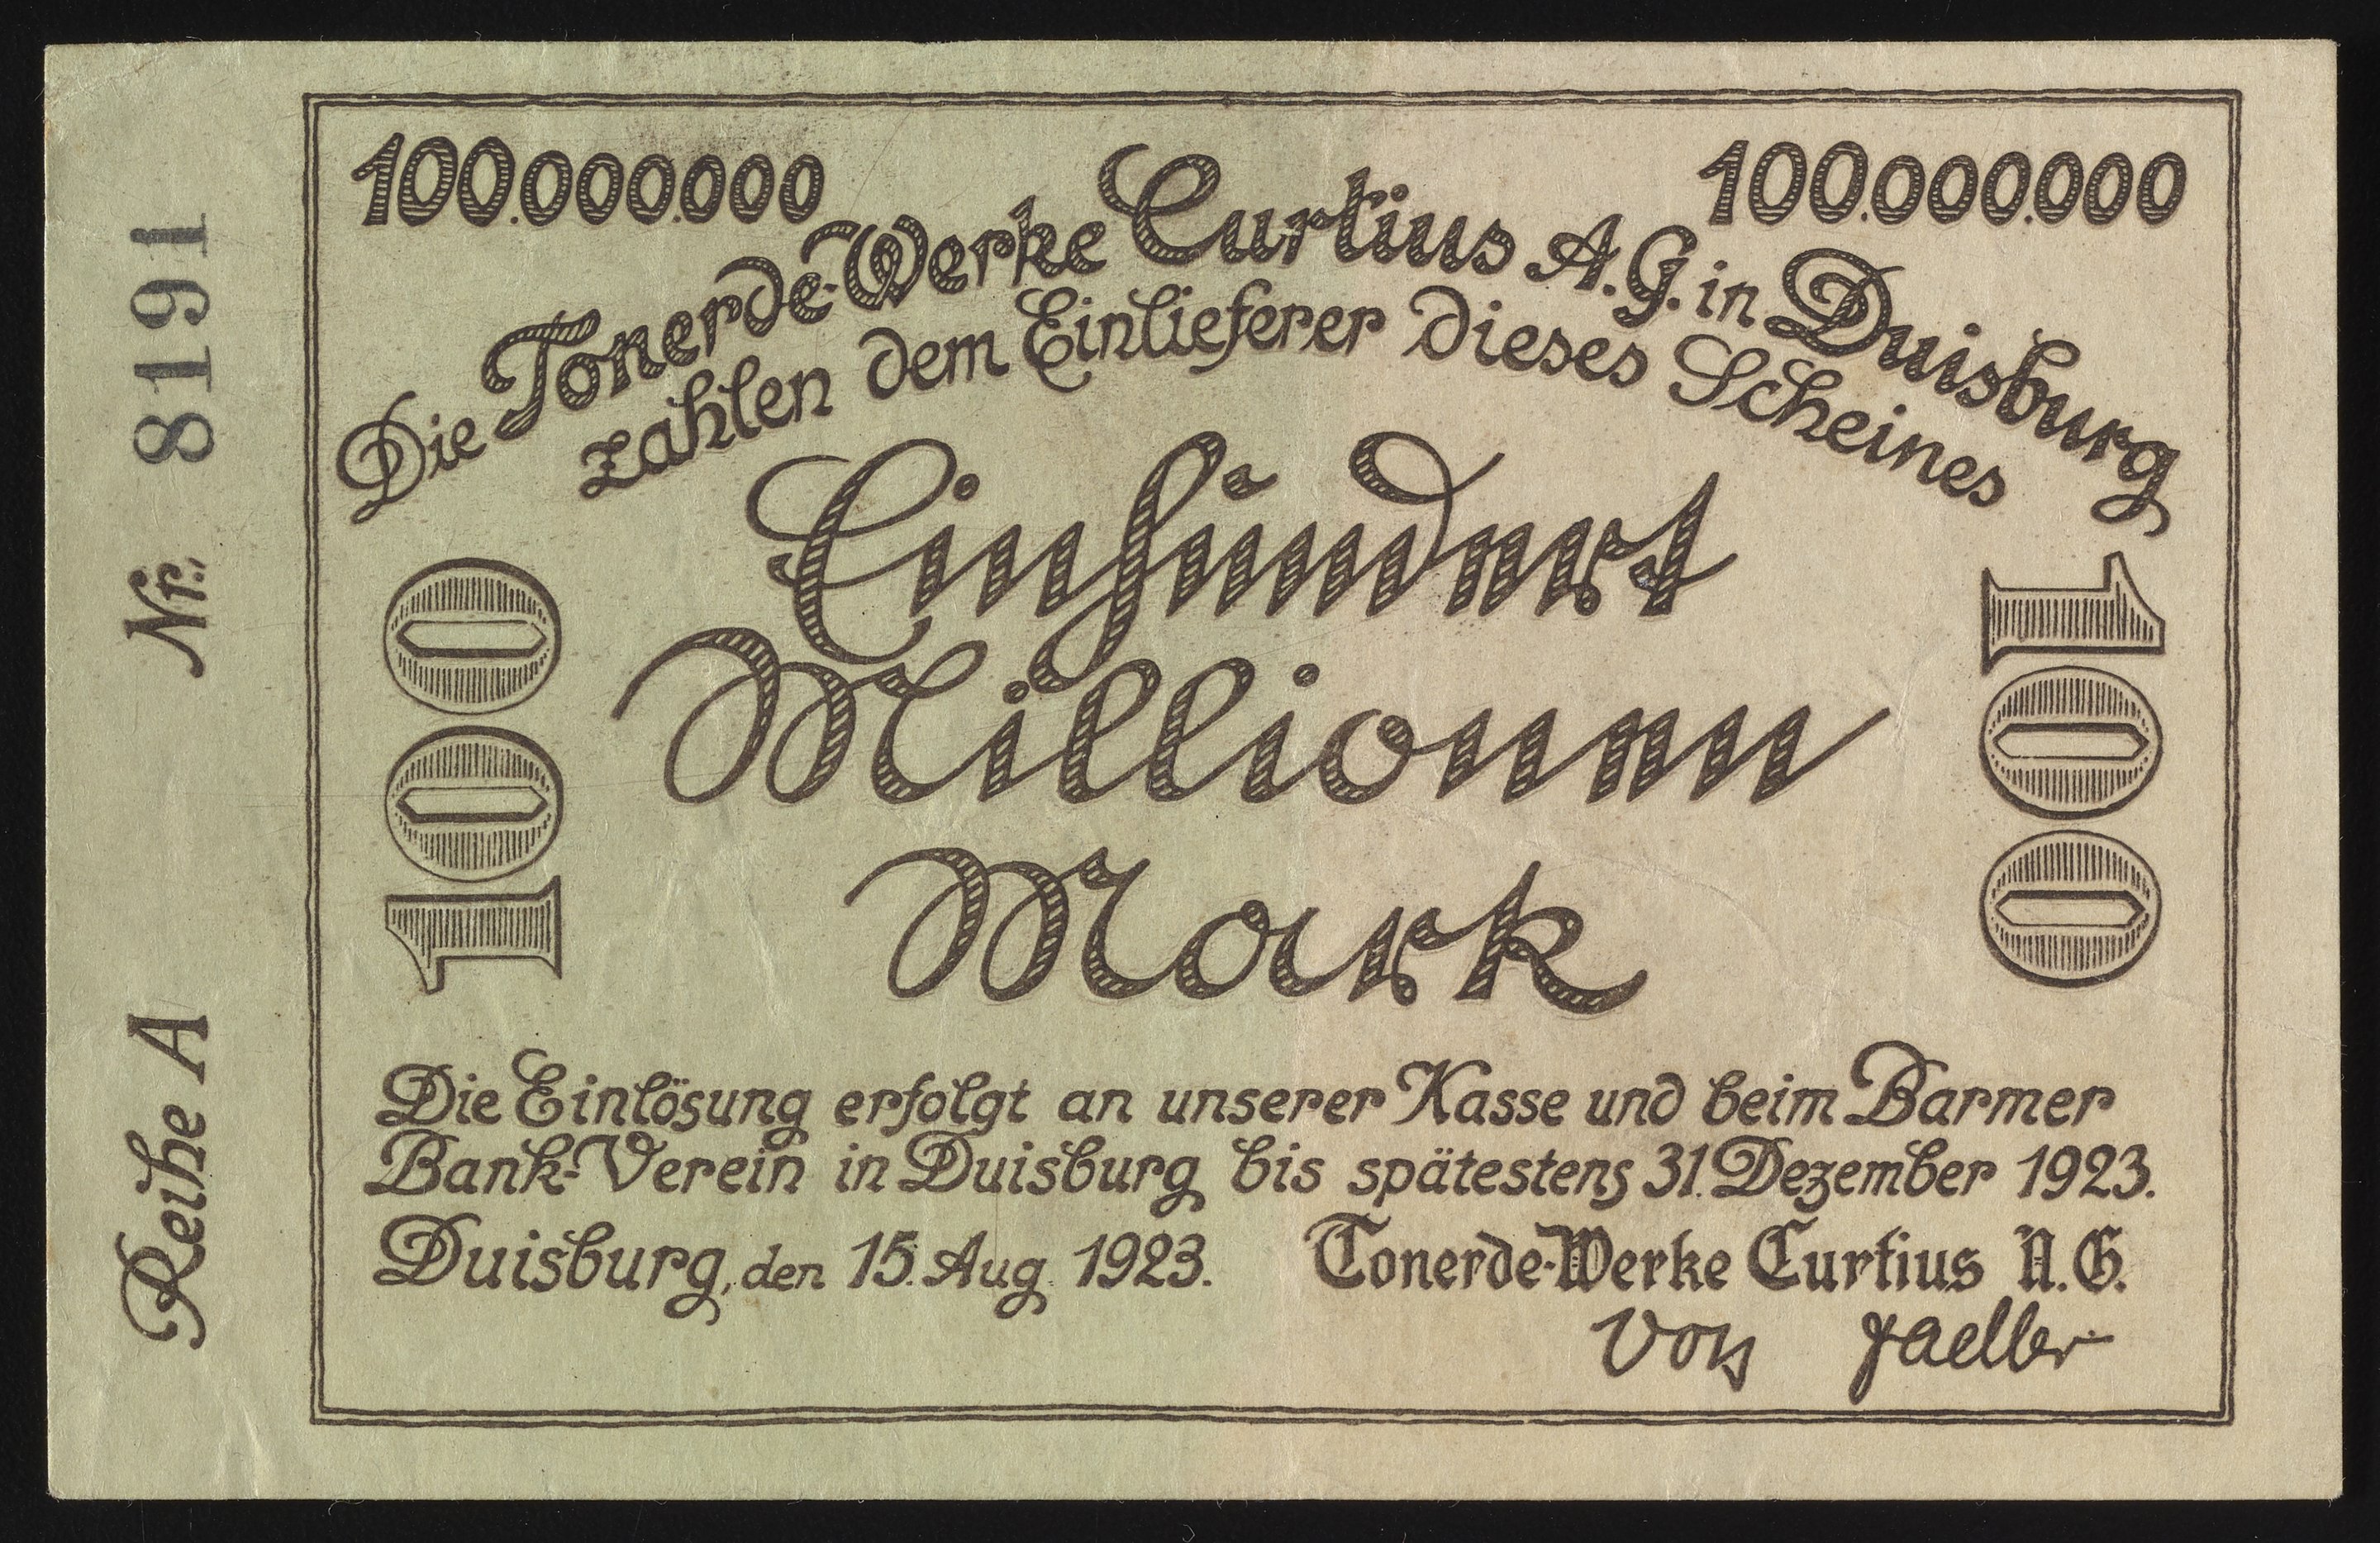 100.000.000
100.000.000
Die Tonerde-Werke Curtius A.G. in Duisburg
zahlen dem Einlieferer dieses Scheines
Einhundert
Millionen
Mark
100
100
Die Einlösung erfolgt an unserer Kasse und beim Barmer
Bank-Verein in Duisburg bis spätestens 31. Dezember 1923.
Duisburg, den 15. Aug. 1923.
Tonerde-Werke Curtius A.G.
Reihe A
Nr. 8191